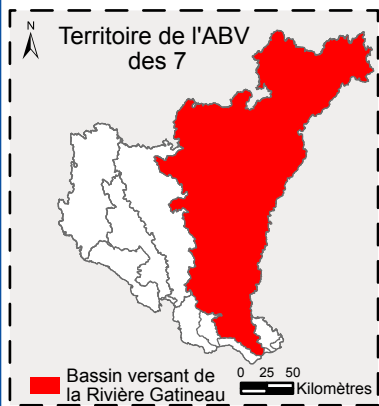 N
Territoire de l'ABV
des 7
Bassin versant de
la Rivière Gatineau
0 25 50
Kilomètres